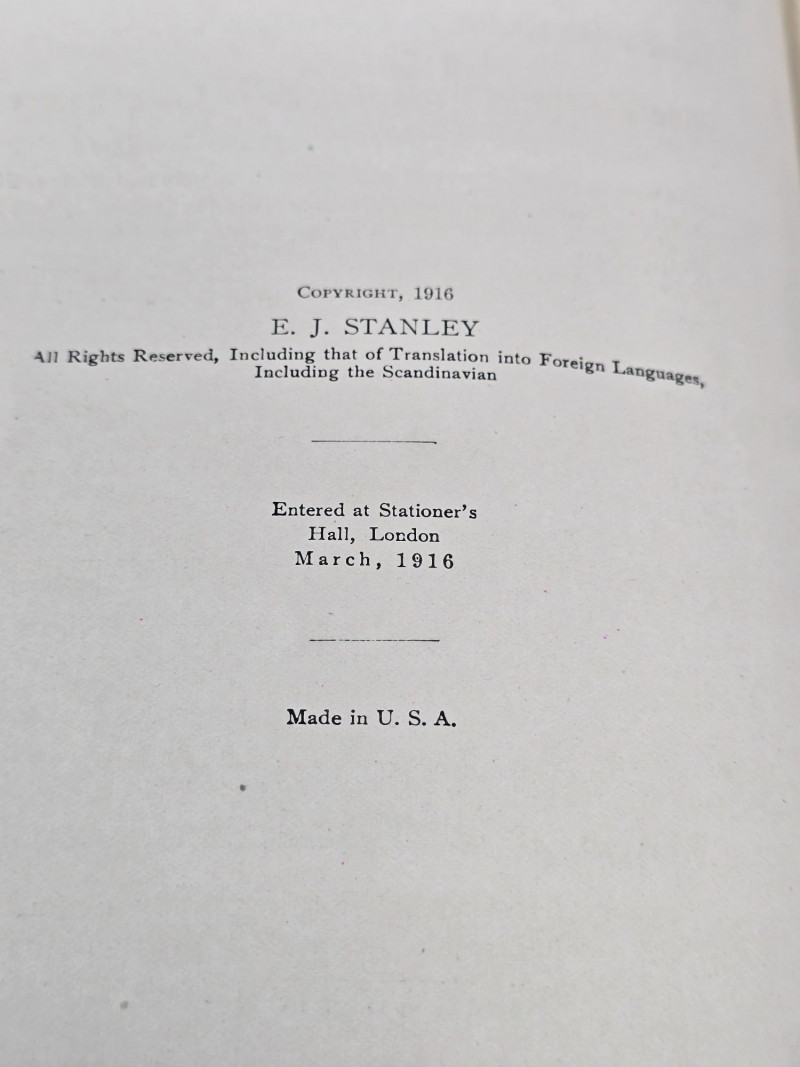 COPYRIGHT, 1916
E. J. STANLEY
All Rights Reserved, Including that of Translation into Foreign Languages,
Including the Scandinavian
Entered at Stationer's
Hall, London
March, 1916
Made in U. S. A.